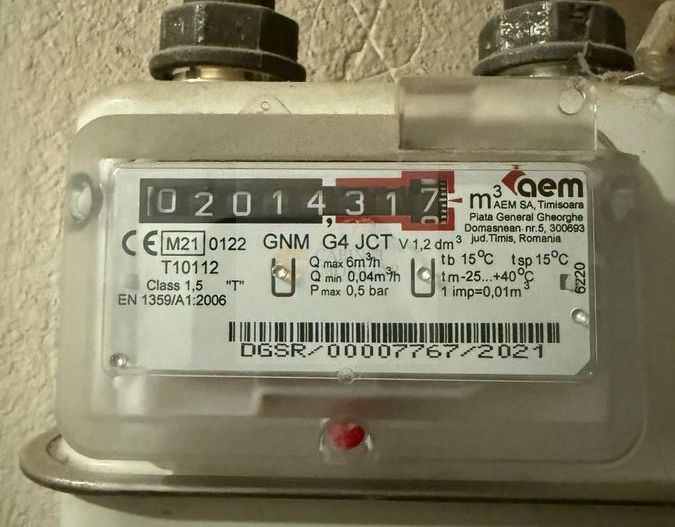 02014,317 m³ aem
AEM SA, Timisoara
Piata General Gheorghe
Domasnean nr.5, 300693
jud.Timis, Romania
CE M21 0122 GNM G4 JCT V 1,2 dm³
T10112
Class 1,5 "T"
EN 1359/A1:2006
Q max 6m³/h
Q min 0,04m³/h
P max 0,5 bar
tb 15°C tsp 15°C
tm-25...+40°C
1 imp=0,01m³
6220
DGSR/00007767/2021